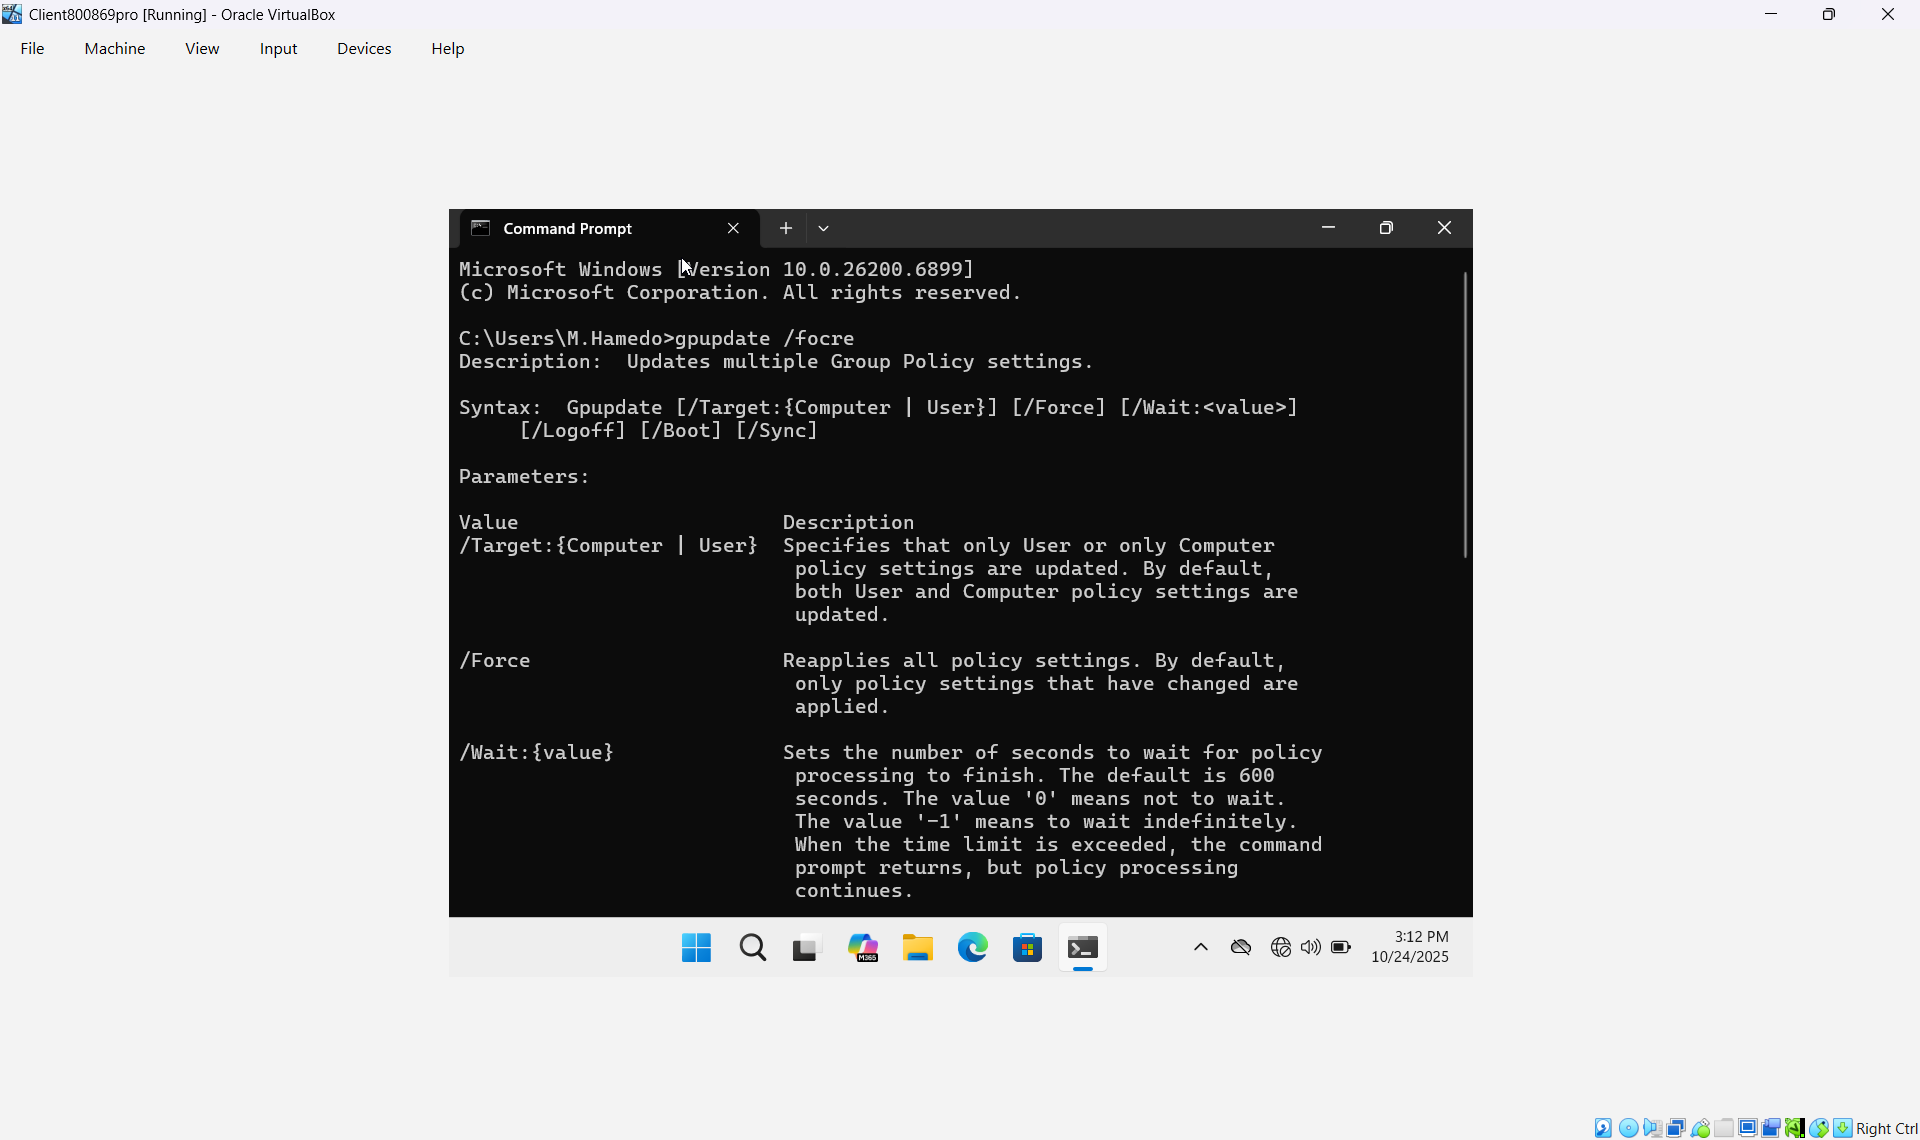 Client800869pro [Running] - Oracle VirtualBox
File Machine View Input Devices Help
Command Prompt
Microsoft Windows [Version 10.0.26200.6899]
(c) Microsoft Corporation. All rights reserved.
C:\Users\M.Hamedo>gpupdate /focre
Description:  Updates multiple Group Policy settings.
Syntax:  Gpupdate [/Target:{Computer | User}] [/Force] [/Wait:<value>]
     [/Logoff] [/Boot] [/Sync]
Parameters:
Value                      Description
/Target:{Computer | User}  Specifies that only User or only Computer
                            policy settings are updated. By default,
                            both User and Computer policy settings are
                            updated.
/Force                     Reapplies all policy settings. By default,
                            only policy settings that have changed are
                            applied.
/Wait:{value}              Sets the number of seconds to wait for policy
                            processing to finish. The default is 600
                            seconds. The value '0' means not to wait.
                            The value '-1' means to wait indefinitely.
                            When the time limit is exceeded, the command
                            prompt returns, but policy processing
                            continues.
M365
3:12 PM
10/24/2025
Right Ctrl